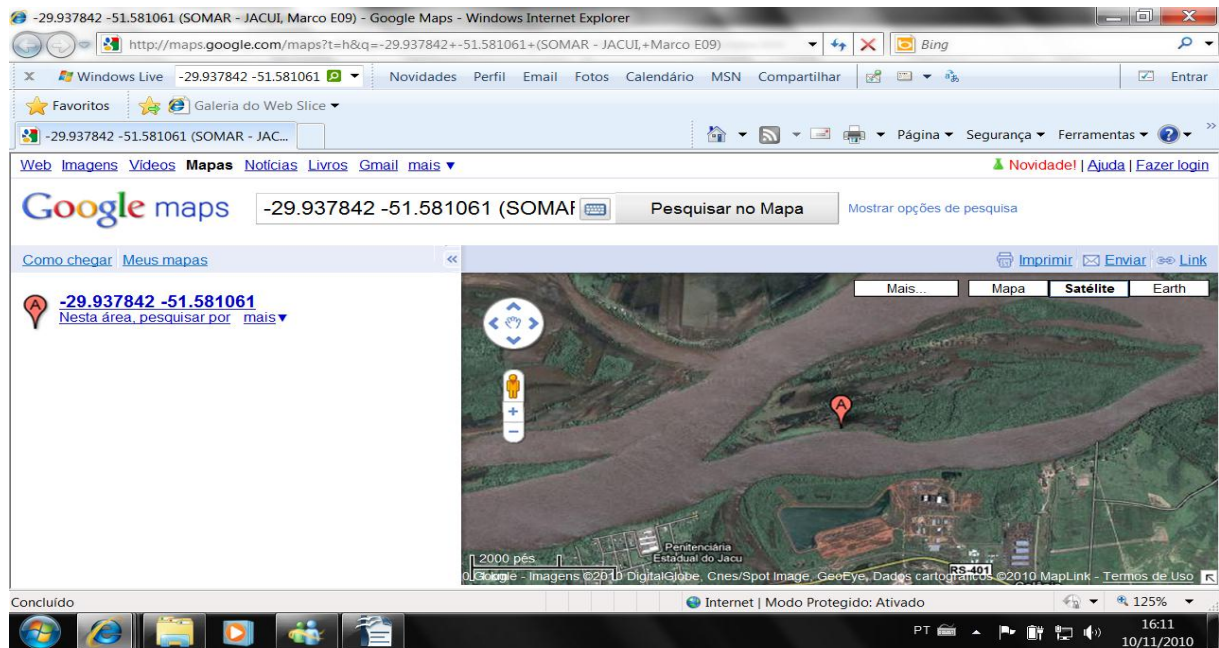 -29.937842 -51.581061 (SOMAR - JACUI, Marco E09) - Google Maps - Windows Internet Explorer
http://maps.google.com/maps?t=h&q=-29.937842+-51.581061+(SOMAR - JACUI,+Marco E09)
Bing
x Windows Live -29.937842 -51.581061 Novidades Perfil Email Fotos Calendário MSN Compartilhar Entrar
Favoritos Galeria do Web Slice
-29.937842 -51.581061 (SOMAR - JAC... Página Segurança Ferramentas
Web Imagens Vídeos Mapas Notícias Livros Gmail mais Novidade! | Ajuda | Fazer login
Google maps -29.937842 -51.581061 (SOMAR Pesquisar no Mapa Mostrar opções de pesquisa
Como chegar Meus mapas « Imprimir Enviar Link
A -29.937842 -51.581061
Nesta área, pesquisar por mais
Mais... Mapa Satélite Earth
A
Penitenciária
Estadual do Jacu
2000 pés
RS-401
- Imagens ©2010 DigitalGlobe, Cnes/Spot Image, GeoEye, Dados cartográficos ©2010 MapLink - Termos de Uso
Concluído Internet | Modo Protegido: Ativado 125%
PT 16:11
10/11/2010